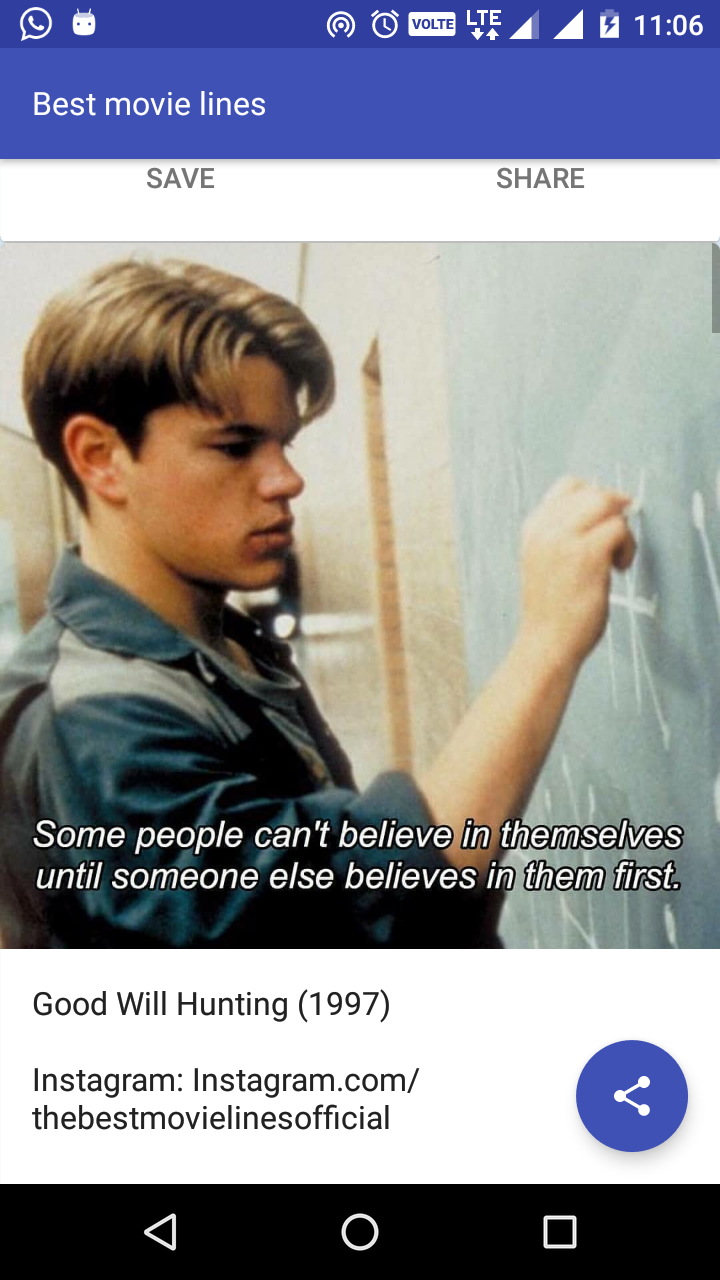 VOLTE LTE 11:06
Best movie lines
SAVE SHARE
Some people can't believe in themselves
until someone else believes in them first.
Good Will Hunting (1997)
Instagram: Instagram.com/
thebestmovielinesofficial